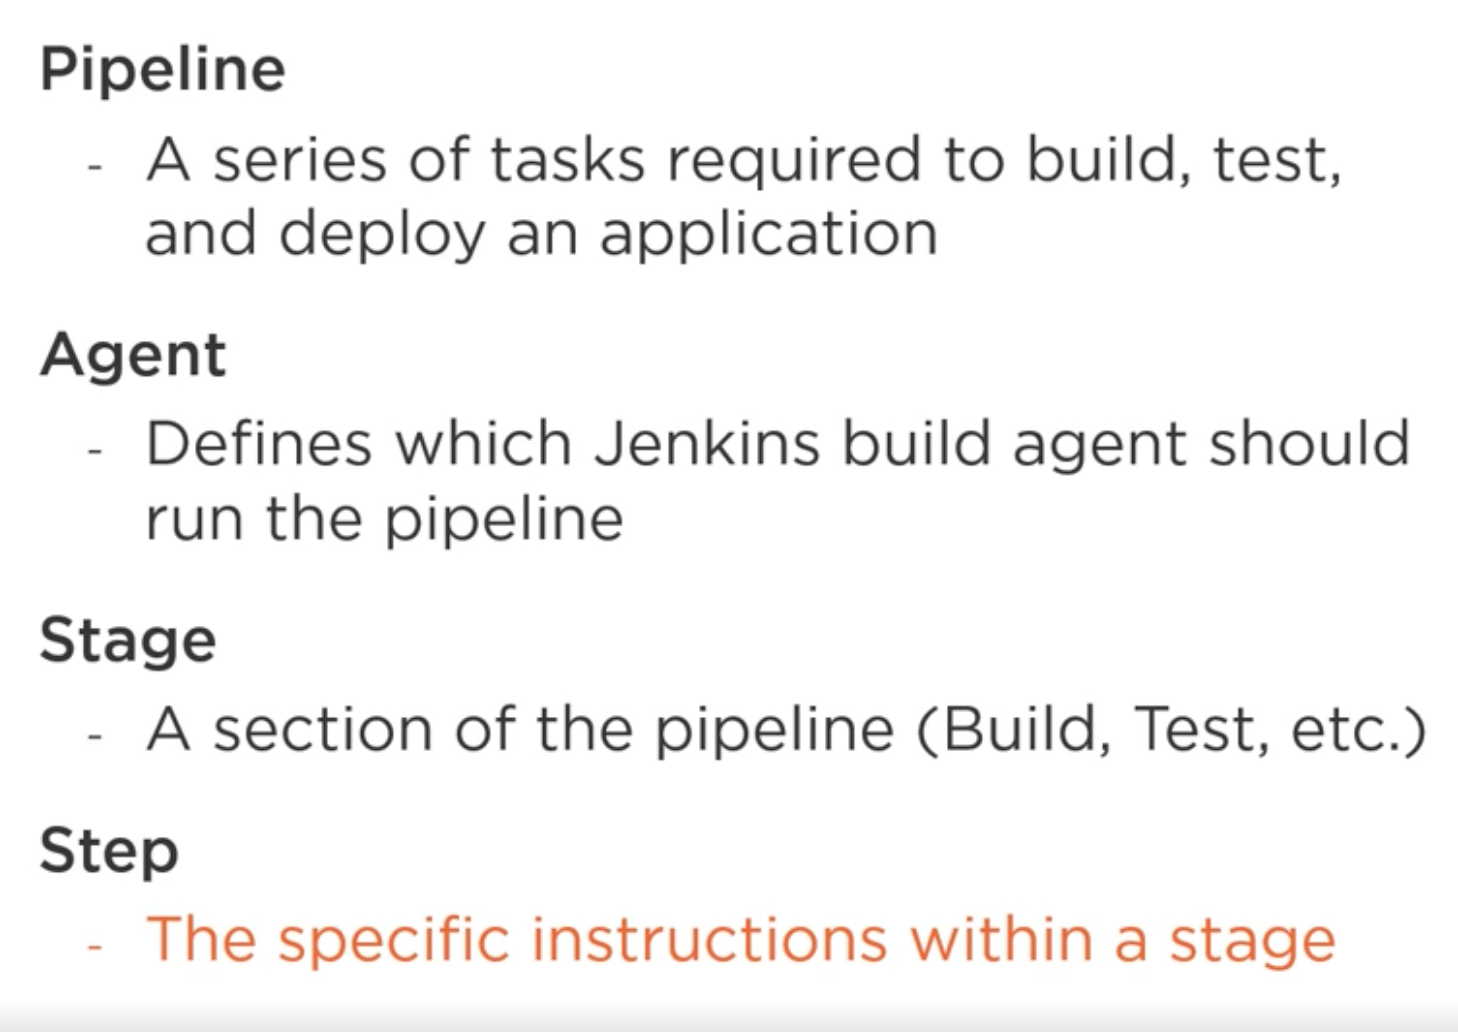 Pipeline
- A series of tasks required to build, test,
and deploy an application
Agent
- Defines which Jenkins build agent should
run the pipeline
Stage
- A section of the pipeline (Build, Test, etc.)
Step
- The specific instructions within a stage